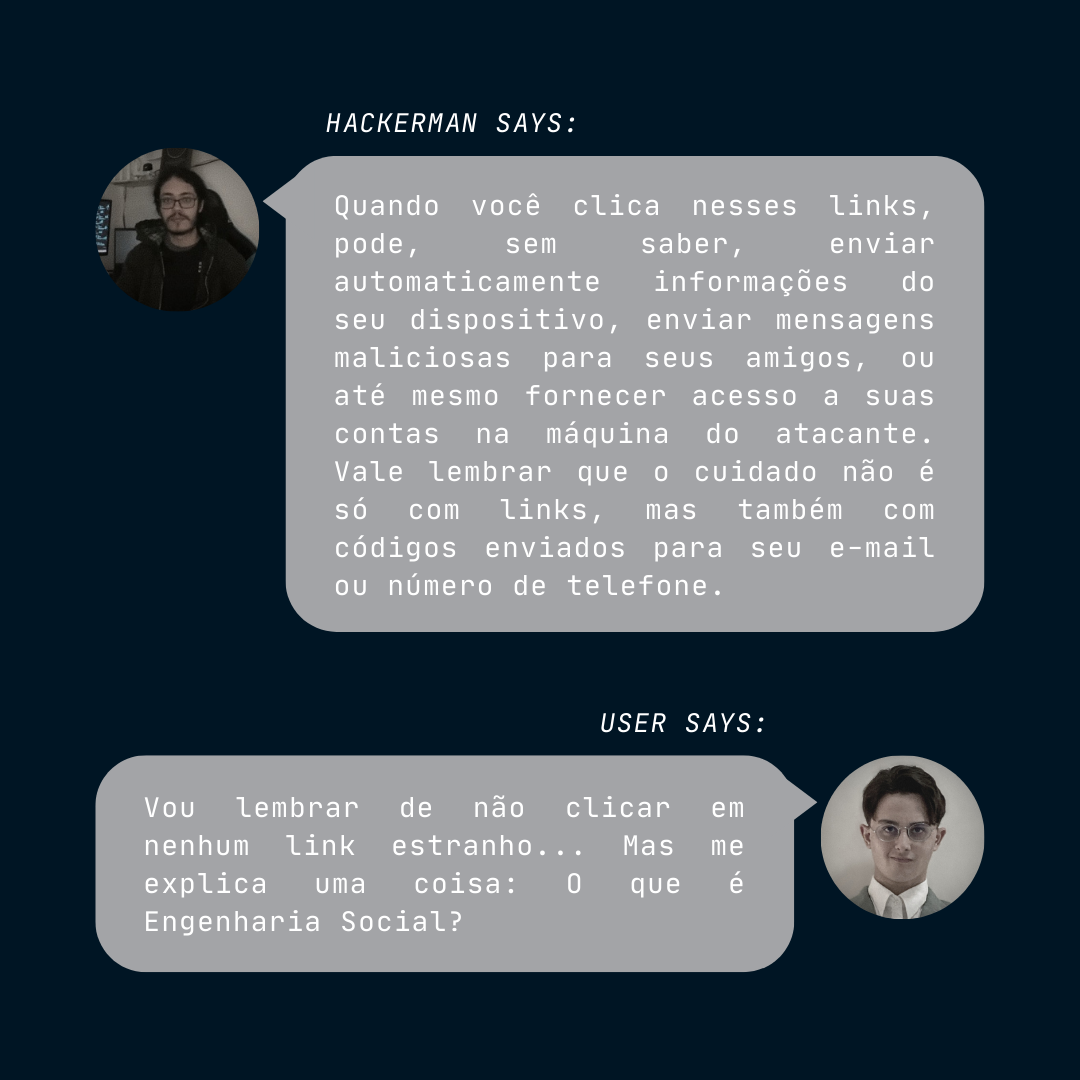 HACKERMAN SAYS:
Quando você clica nesses links,
pode, sem saber, enviar
automaticamente informações do
seu dispositivo, enviar mensagens
maliciosas para seus amigos, ou
até mesmo fornecer acesso a suas
contas na máquina do atacante.
Vale lembrar que o cuidado não é
só com links, mas também com
códigos enviados para seu e-mail
ou número de telefone.
USER SAYS:
Vou lembrar de não clicar em
nenhum link estranho... Mas me
explica uma coisa: O que é
Engenharia Social?